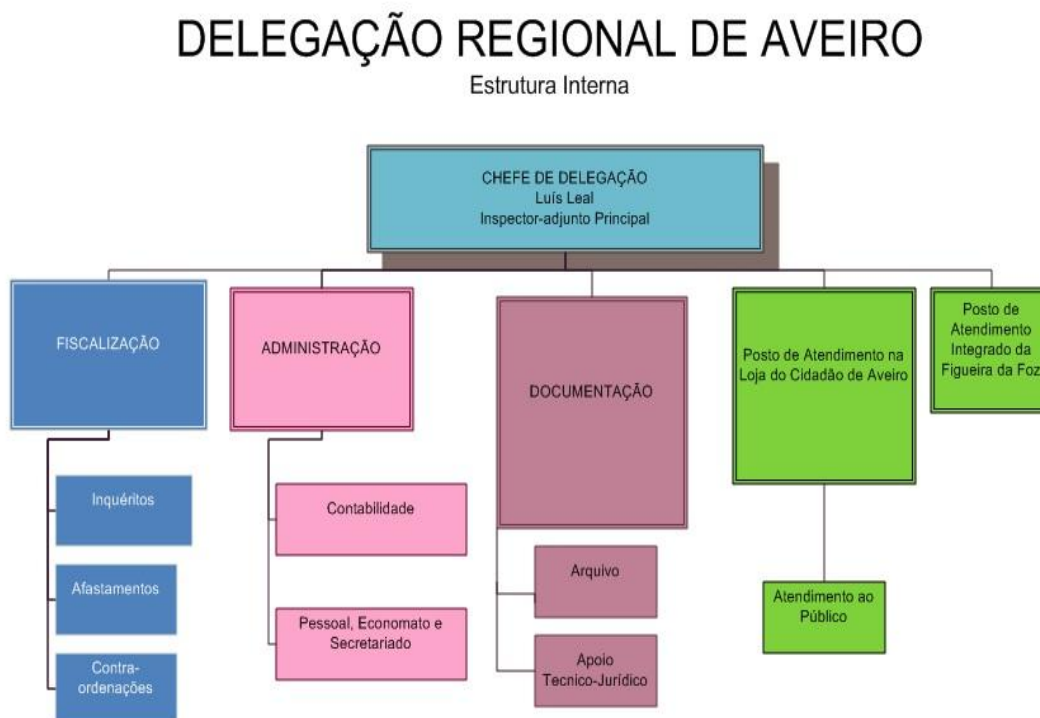 DELEGAÇÃO REGIONAL DE AVEIRO
Estrutura Interna
CHEFE DE DELEGAÇÃO
Luís Leal
Inspector-adjunto Principal
FISCALIZAÇÃO
Inquéritos
Afastamentos
Contra-
ordenações
ADMINISTRAÇÃO
Contabilidade
Pessoal, Economato e
Secretariado
DOCUMENTAÇÃO
Arquivo
Apoio
Tecnico-Jurídico
Posto de Atendimento na
Loja do Cidadão de Aveiro
Atendimento ao
Público
Posto de
Atendimento
Integrado da
Figueira da Foz